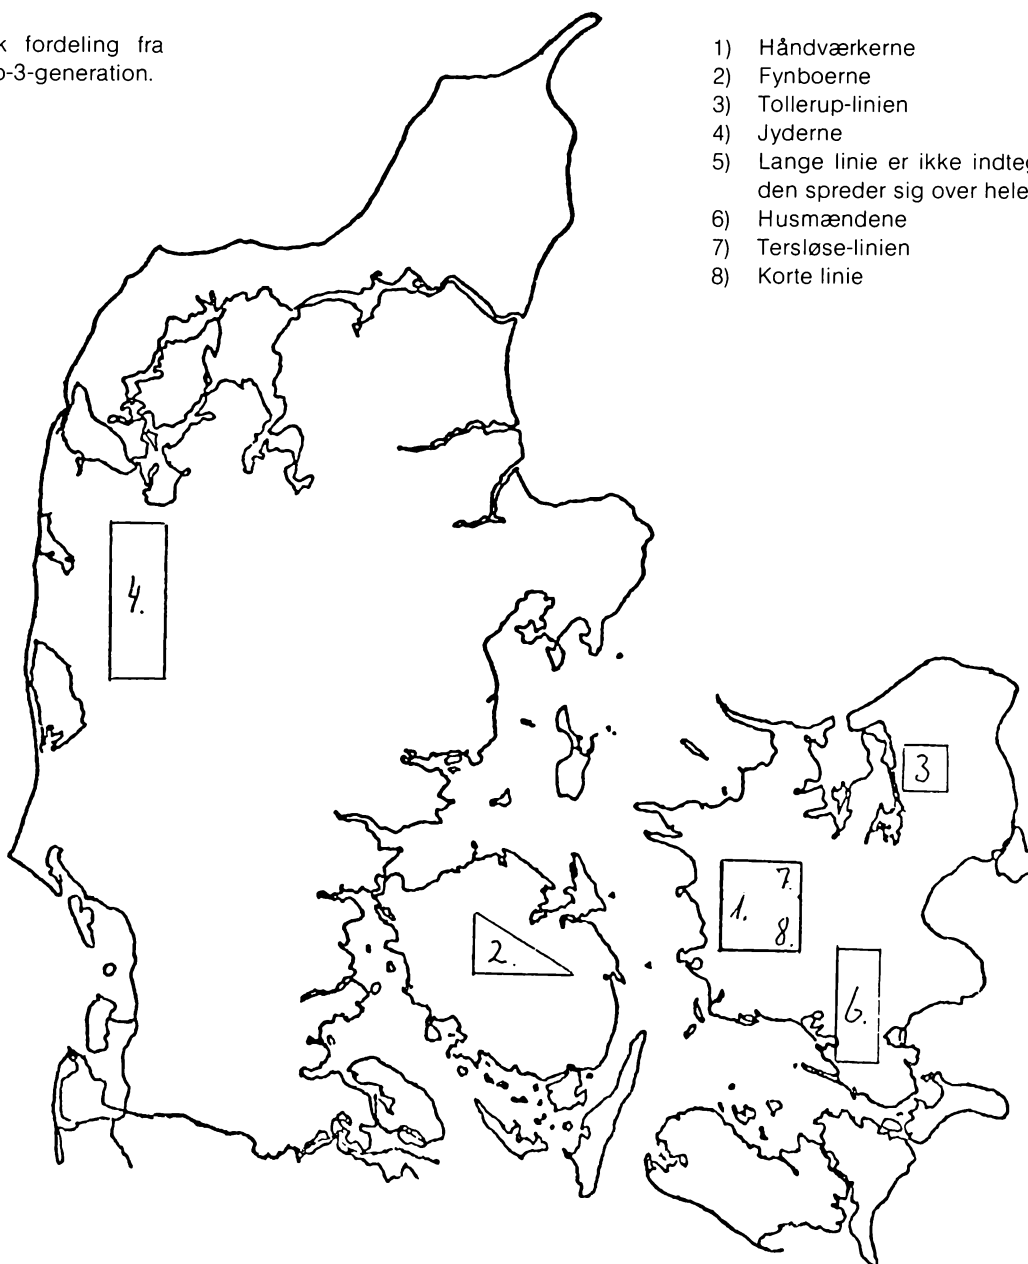 k fordeling fra
-3-generation.
1) Håndværkerne
2) Fynboerne
3) Tollerup-linien
4) Jyderne
5) Lange linie er ikke
den spreder sig over hele
6) Husmændene
7) Tersløse-linien
8) Korte linie
4.
3
7.
1.
8.
2.
6.